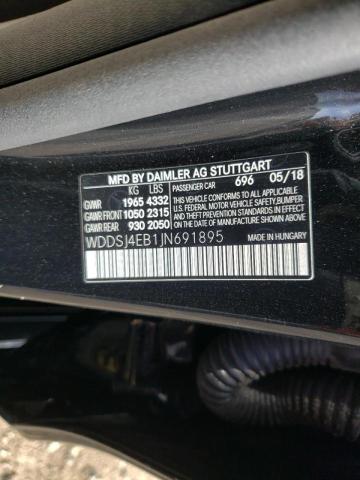 MFD BY DAIMLER AG STUTTGART
KG LBS PASSENGER CAR 696 05/18
GVWR 1965 4332 THIS VEHICLE CONFORMS TO ALL APPLICABLE
GAWR FRONT 1050 2315 U.S. FEDERAL MOTOR VEHICLE SAFETY,
GAWR REAR 930 2050 BUMPER, AND THEFT PREVENTION STANDARDS
IN EFFECT ON THE DATE OF MANUFACTURE SHOWN ABOVE.
WDDSJ4EB1JN691895
MADE IN HUNGARY